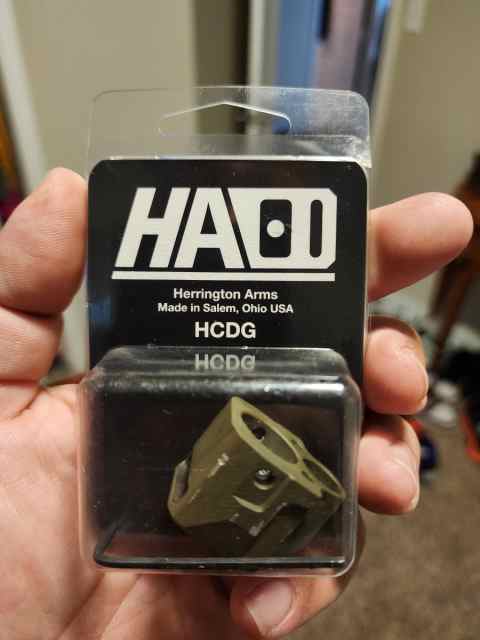 HA
Herrington Arms
Made in Salem, Ohio USA
HCDG
HCDG